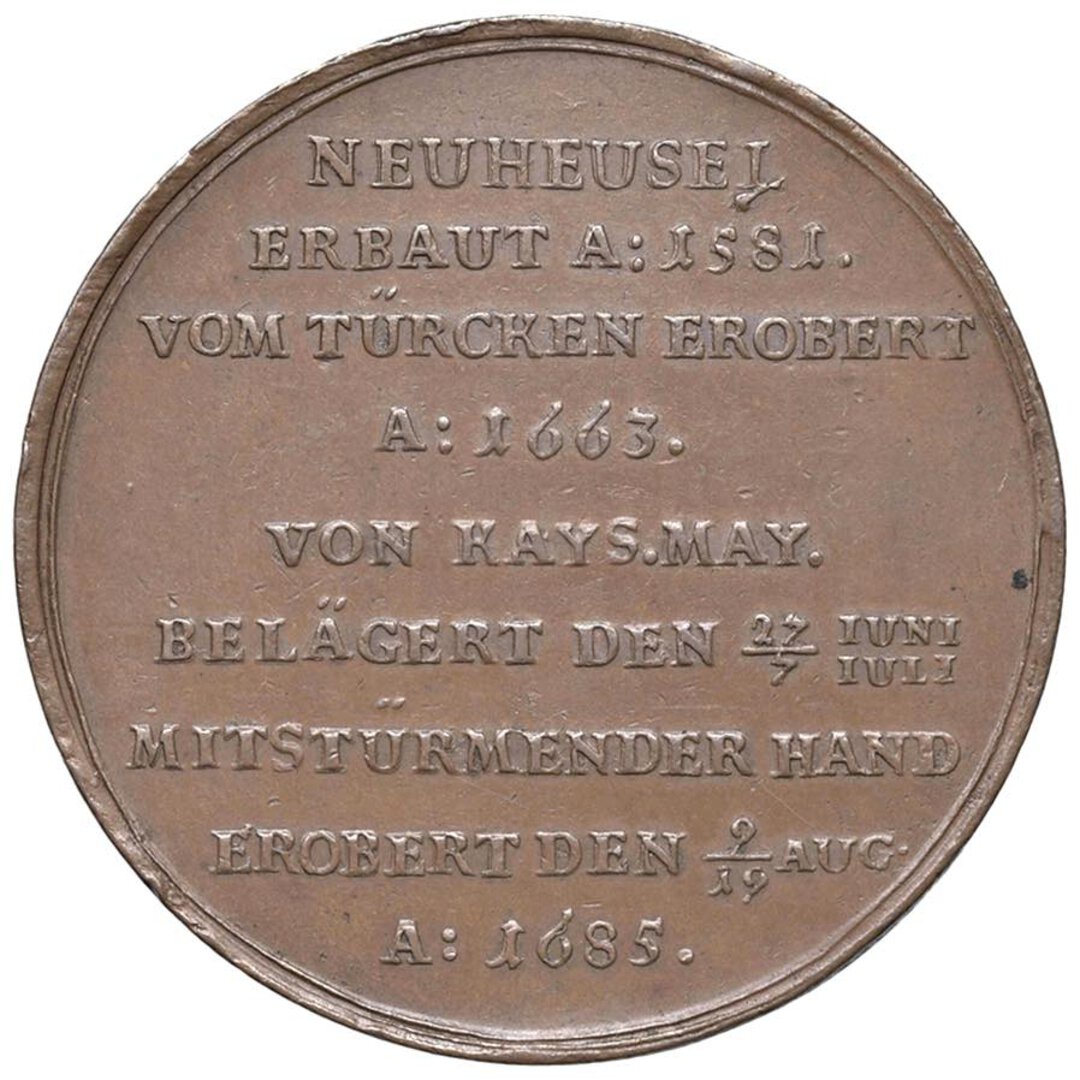 NEUHEUSEL
ERBAUT A: 1581.
VOM TÜRCKEN EROBERT
A: 1663.
VON KAYS. MAY.
BELÄGERT DEN 27/7 IUNI/IULI
MITSTÜRMENDER HAND
EROBERT DEN 9/19 AUG.
A: 1685.